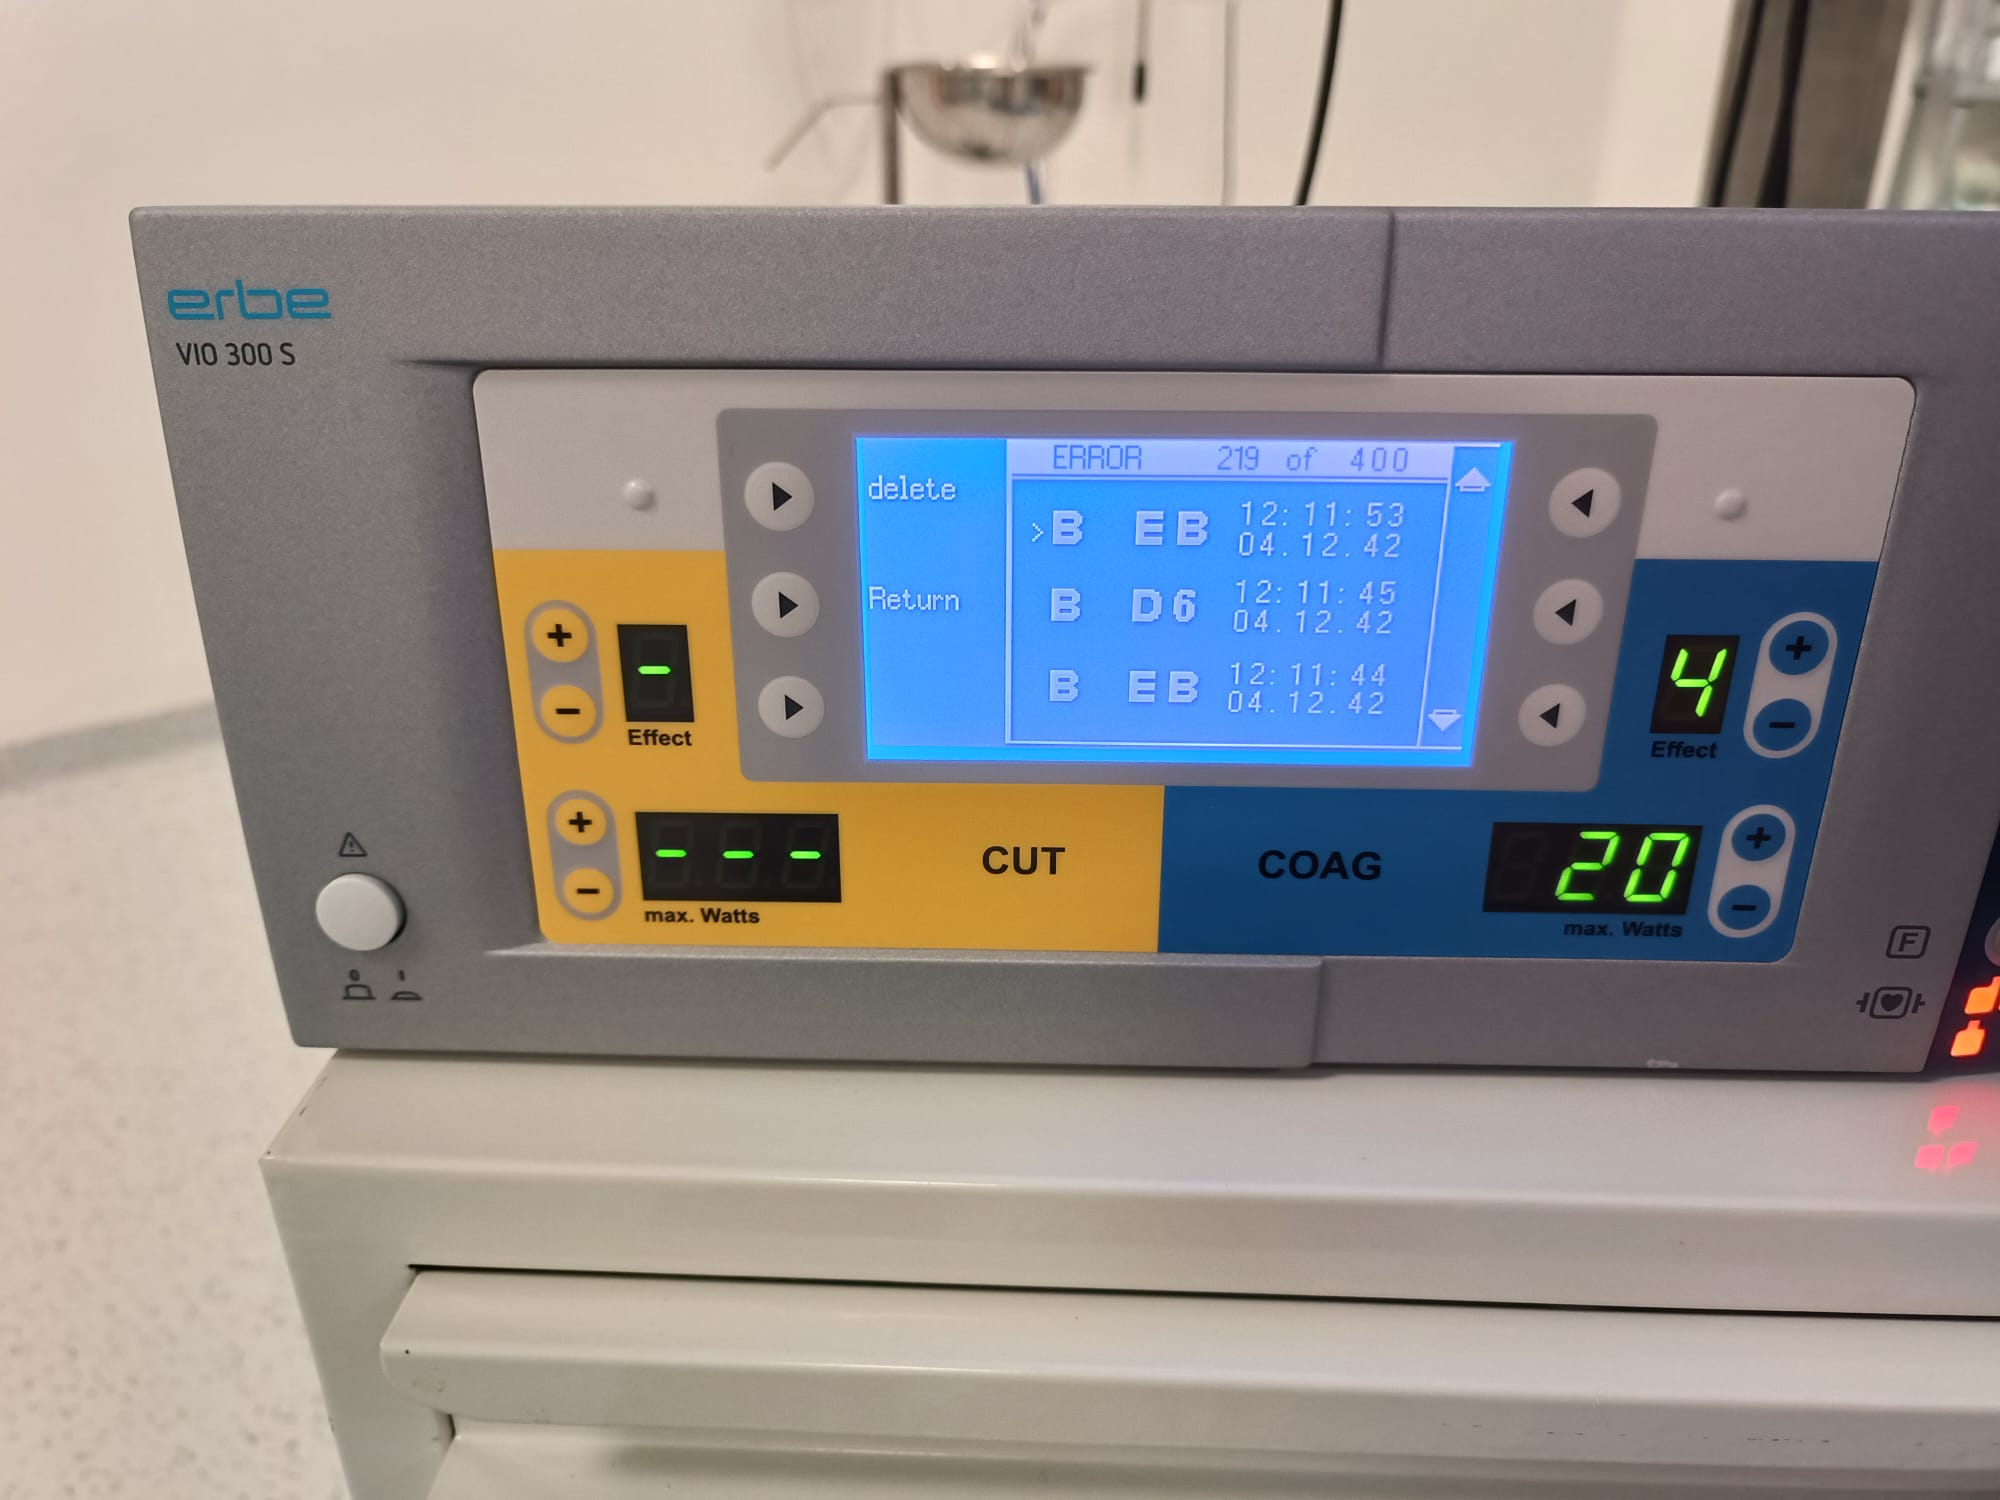 erbe
VIO 300 S
ERROR 219 of 400
delete
>B EB 12:11:53
04.12.42
B D6 12:11:45
04.12.42
Return
B EB 12:11:44
04.12.42
+
-
-
Effect
4
Effect
+
-
+
-
---
max. Watts
CUT
COAG
20
max. Watts
+
-
F